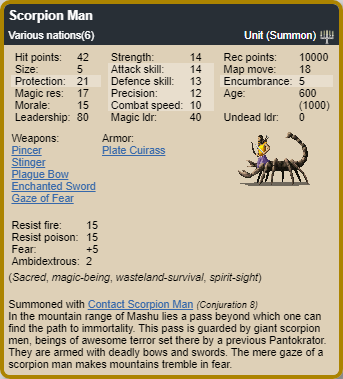 Scorpion Man
Various nations(6) Unit (Summon)
Hit points: 42 Strength: 14 Rec points: 10000
Size: 5 Attack skill: 14 Map move: 18
Protection: 21 Defence skill: 13 Encumbrance: 5
Magic res: 17 Precision: 12 Age: 600
Morale: 15 Combat speed: 10 (1000)
Leadership: 80 Magic ldr: 40 Undead ldr: 0
Weapons: Armor:
Pincer Plate Cuirass
Stinger
Plague Bow
Enchanted Sword
Gaze of Fear
Resist fire: 15
Resist poison: 15
Fear: +5
Ambidextrous: 2
(Sacred, magic-being, wasteland-survival, spirit-sight)
Summoned with Contact Scorpion Man (Conjuration 8)
In the mountain range of Mashu lies a pass beyond which one can
find the path to immortality. This pass is guarded by giant scorpion
men, beings of awesome terror set there by a previous Pantokrator.
They are armed with deadly bows and swords. The mere gaze of a
scorpion man makes mountains tremble in fear.